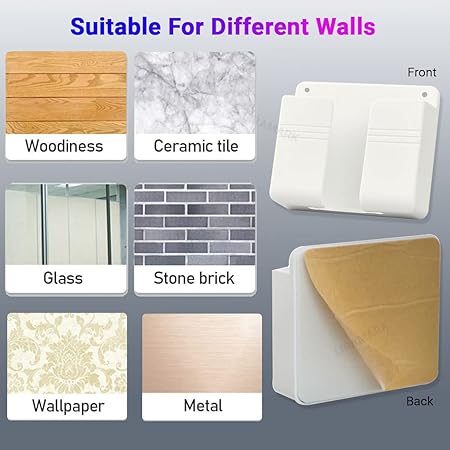 Suitable For Different Walls
Front
Woodiness
Ceramic tile
Glass
Stone brick
Wallpaper
Metal
Back